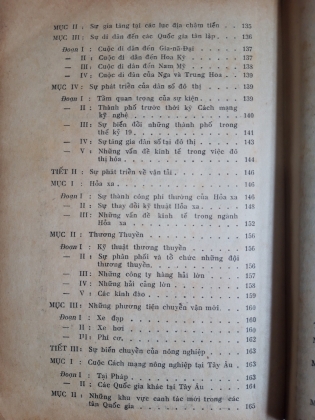 MỤC II : Sự gia tăng tại các lục địa chôm tiễn . . . . 135
MỤC III : Sự di dân đến các Quốc gia tân lập . . . . 136
Đoạn I : Cuộc di dân đến Gia-nã-Đại . . . . 137
— II : Cuộc di dân đến Hoa Kỳ . . . . 137
— III : Cuộc di dân đến Nam Mỹ . . . . 138
— IV : Cuộc di dân của Nga và Trung Hoa . . . . 138
MỤC IV : Sự phát triển của dân số đô thị . . . . 139
Đoạn I : Tầm quan trọng của sự kiện . . . . 139
— II : Thành phố trước thời kỳ Cách mạng
kỹ nghệ . . . . 140
— III : Sự biến đổi những thành phố trong
thế kỷ 19 . . . . 141
— IV : Sự tăng gia dân số tại đô thị . . . . 141
— V : Những vấn đề kinh tế trong việc đô
thị hóa . . . . 144
TIẾT II : Sự phát triển về vận tải . . . . 146
MỤC I : Hỏa xa . . . . 146
Đoạn I : Sự thành công phi thường của Hỏa xa . . . . 146
— II : Sự thay đổi kỹ thuật Hỏa xa . . . . 148
— III : Những vấn đề kinh tế trong ngành
Hỏa xa . . . . 152
MỤC II : Thương Thuyền . . . . 156
Đoạn I : Kỹ thuật thương thuyền . . . . 156
— II : Sự phân phối và tổ chức những đội
thương thuyền . . . . 156
— III : Những công ty hàng hải lớn . . . . 157
— IV : Những hải cảng lớn . . . . 158
— V : Các kinh đào . . . . 159
MỤC III : Những phương tiện chuyển vận mới . . . . 160
Đoạn I : Xe đạp . . . . 160
— II : Xe hơi . . . . 160
— III : Phi cơ . . . . 162
TIẾT III : Sự biến chuyển của nông nghiệp . . . . 163
MỤC I : Cuộc Cách mạng nông nghiệp tại Tây Âu . . . . 163
Đoạn I : Tại Pháp . . . . 163
— II : Các Quốc gia khác tại Tây Âu . . . . 164
MỤC II : Những khu vực canh tác mới trong các
tân Quốc gia . . . . 165